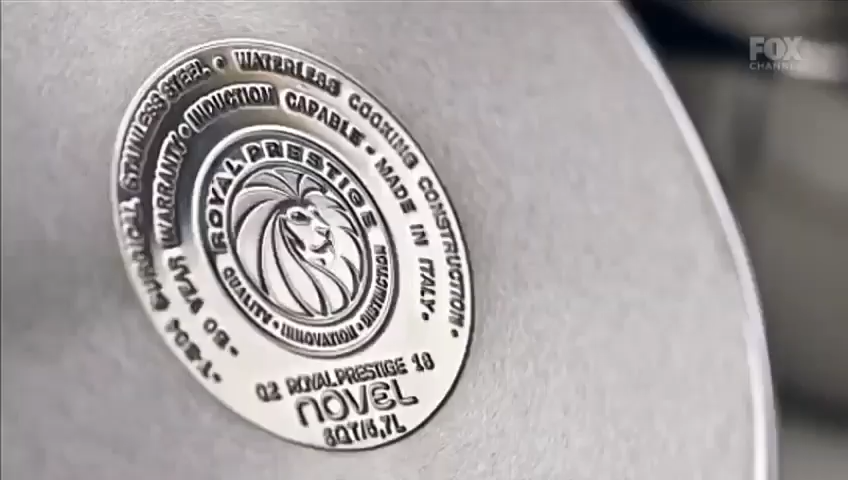 FOX
CHANNEL
T-304 SURGICAL STAINLESS STEEL • WATERLESS COOKING CONSTRUCTION •
50 YEAR WARRANTY • INDUCTION CAPABLE • MADE IN ITALY •
ROYAL PRESTIGE
QUALITY • INNOVATION • DISTINCTION
02 ROYAL PRESTIGE 18
NOVEL
6QT/5,7L